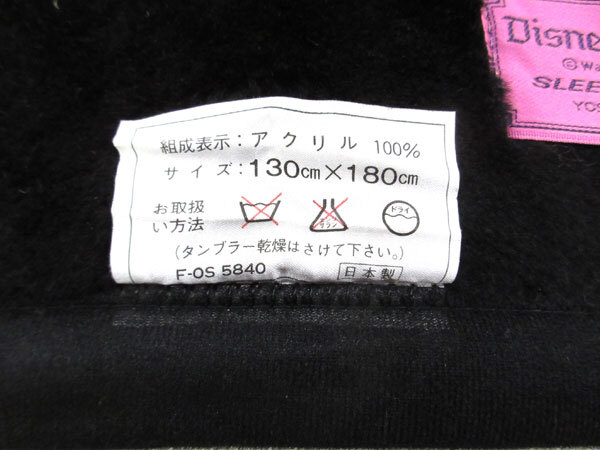 組成表示:アクリル 100%
サイズ:130cm×180cm
お取扱
い方法
ドライ
(タンブラー乾燥はさけて下さい。)
F-OS 5840
日本製
Disne
©Wa
SLEE
YOS